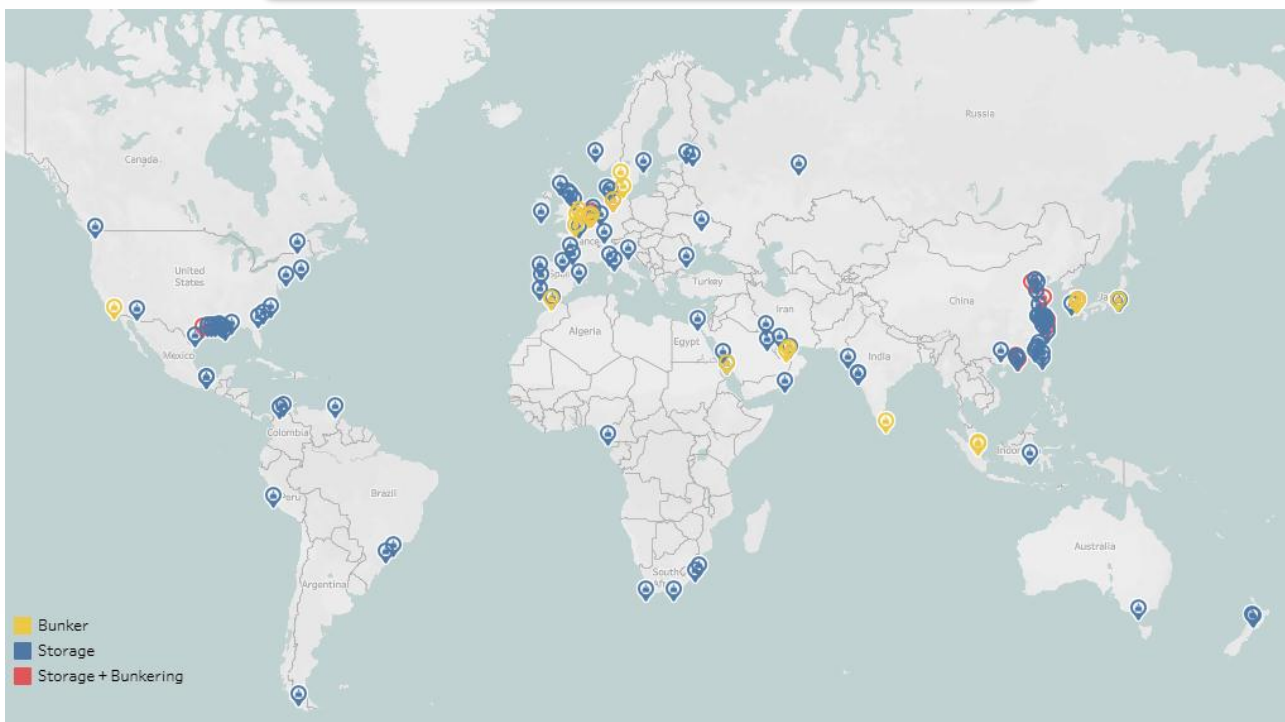 Russia
Canada
United
States
Turkey
Iran
China
Algeria
Egypt
India
Mexico
Colombia
Peru
Brazil
Australia
Argentina
Bunker
Storage
Storage + Bunkering